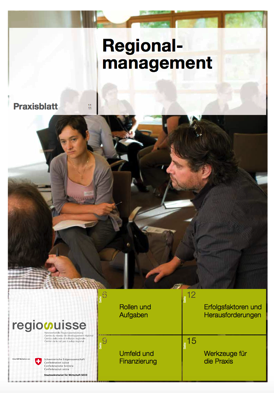 Regional-
management
Praxisblatt
6
Rollen und
Aufgaben
12
Erfolgsfaktoren und
Herausforderungen
regiosuisse
9
Umfeld und
Finanzierung
15
Werkzeuge für
die Praxis